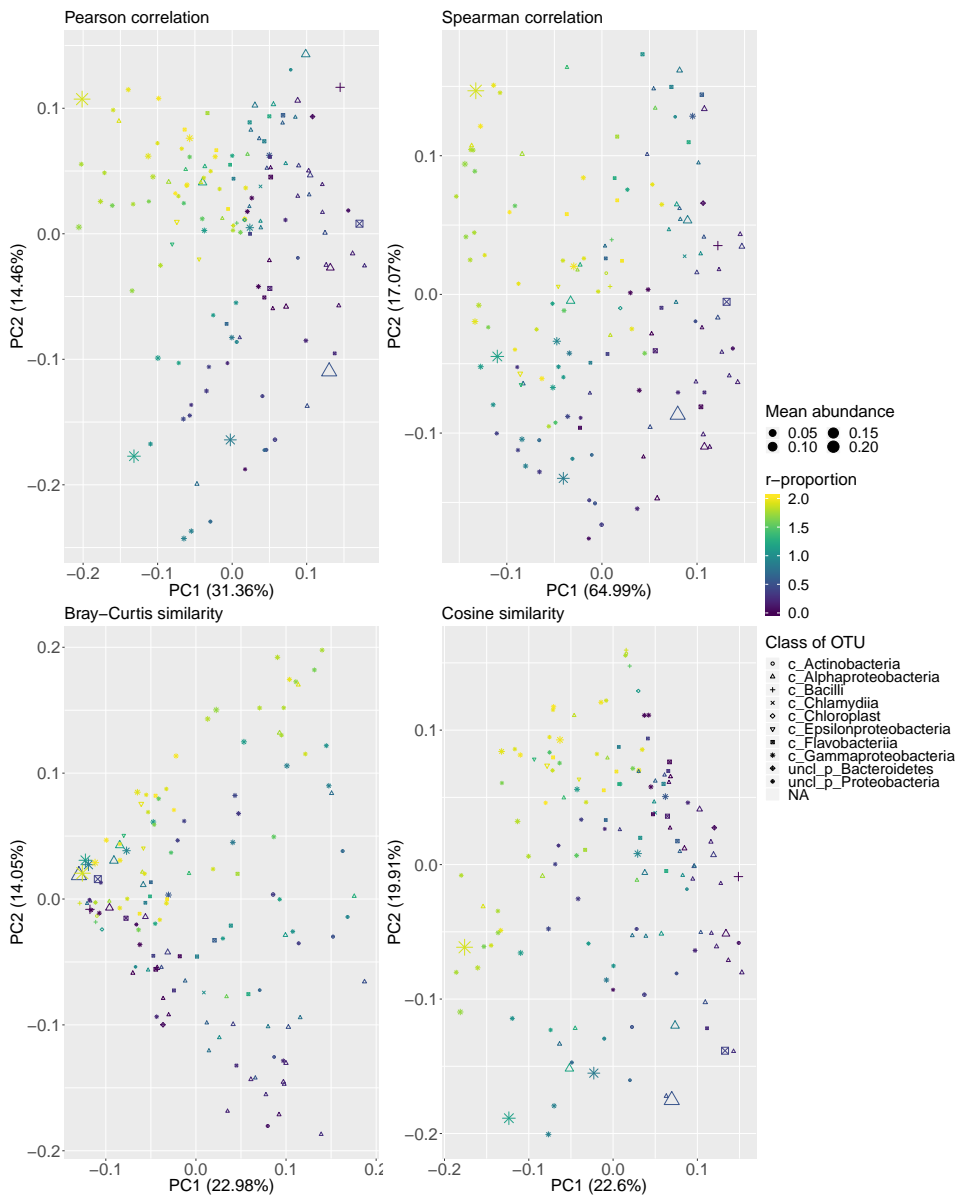 Pearson correlation
0.1
0.0
−0.1
−0.2
PC2 (14.46%)
−0.2
−0.1
0.0
0.1
PC1 (31.36%)
Spearman correlation
0.1
0.0
−0.1
PC2 (17.07%)
−0.1
0.0
0.1
PC1 (64.99%)
Bray−Curtis similarity
0.2
0.1
0.0
−0.1
−0.2
PC2 (14.05%)
−0.1
0.0
0.1
0.2
PC1 (22.98%)
Cosine similarity
0.1
0.0
−0.1
−0.2
PC2 (19.91%)
−0.2
−0.1
0.0
0.1
PC1 (22.6%)
Mean abundance
0.05 0.15
0.10 0.20
r−proportion
2.0
1.5
1.0
0.5
0.0
Class of OTU
c_Actinobacteria
c_Alphaproteobacteria
c_Bacilli
c_Chlamydiia
c_Chloroplast
c_Epsilonproteobacteria
c_Flavobacteriia
c_Gammaproteobacteria
uncl_p_Bacteroidetes
uncl_p_Proteobacteria
NA